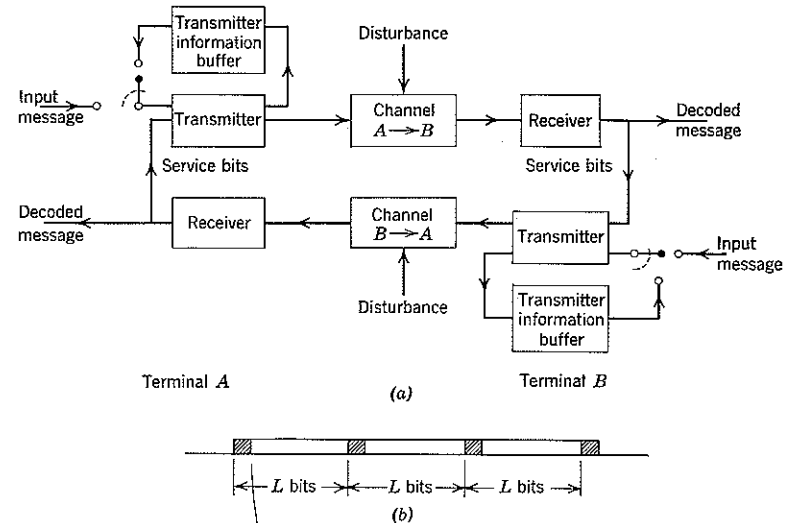 Transmitter
information
buffer
Disturbance
Input
message
Transmitter
Channel
A → B
Receiver
Decoded
message
Service bits
Service bits
Decoded
message
Receiver
Channel
B → A
Transmitter
Input
message
Disturbance
Transmitter
information
buffer
Terminal A
(a)
Terminal B
L bits
L bits
L bits
(b)